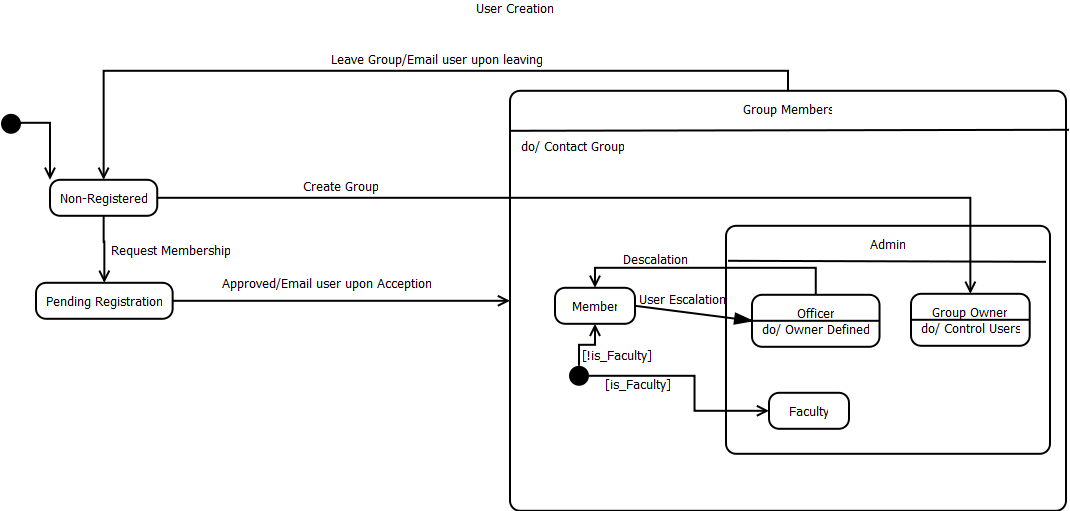 User Creation
Leave Group/Email user upon leaving
Group Members
do/ Contact Group
Non-Registered
Create Group
Admin
Request Membership
Descalation
Approved/Email user upon Acception
Pending Registration
Member
User Escalation
Officer
do/ Owner Defined
Group Owner
do/ Control Users
[!is_Faculty]
[is_Faculty]
Faculty